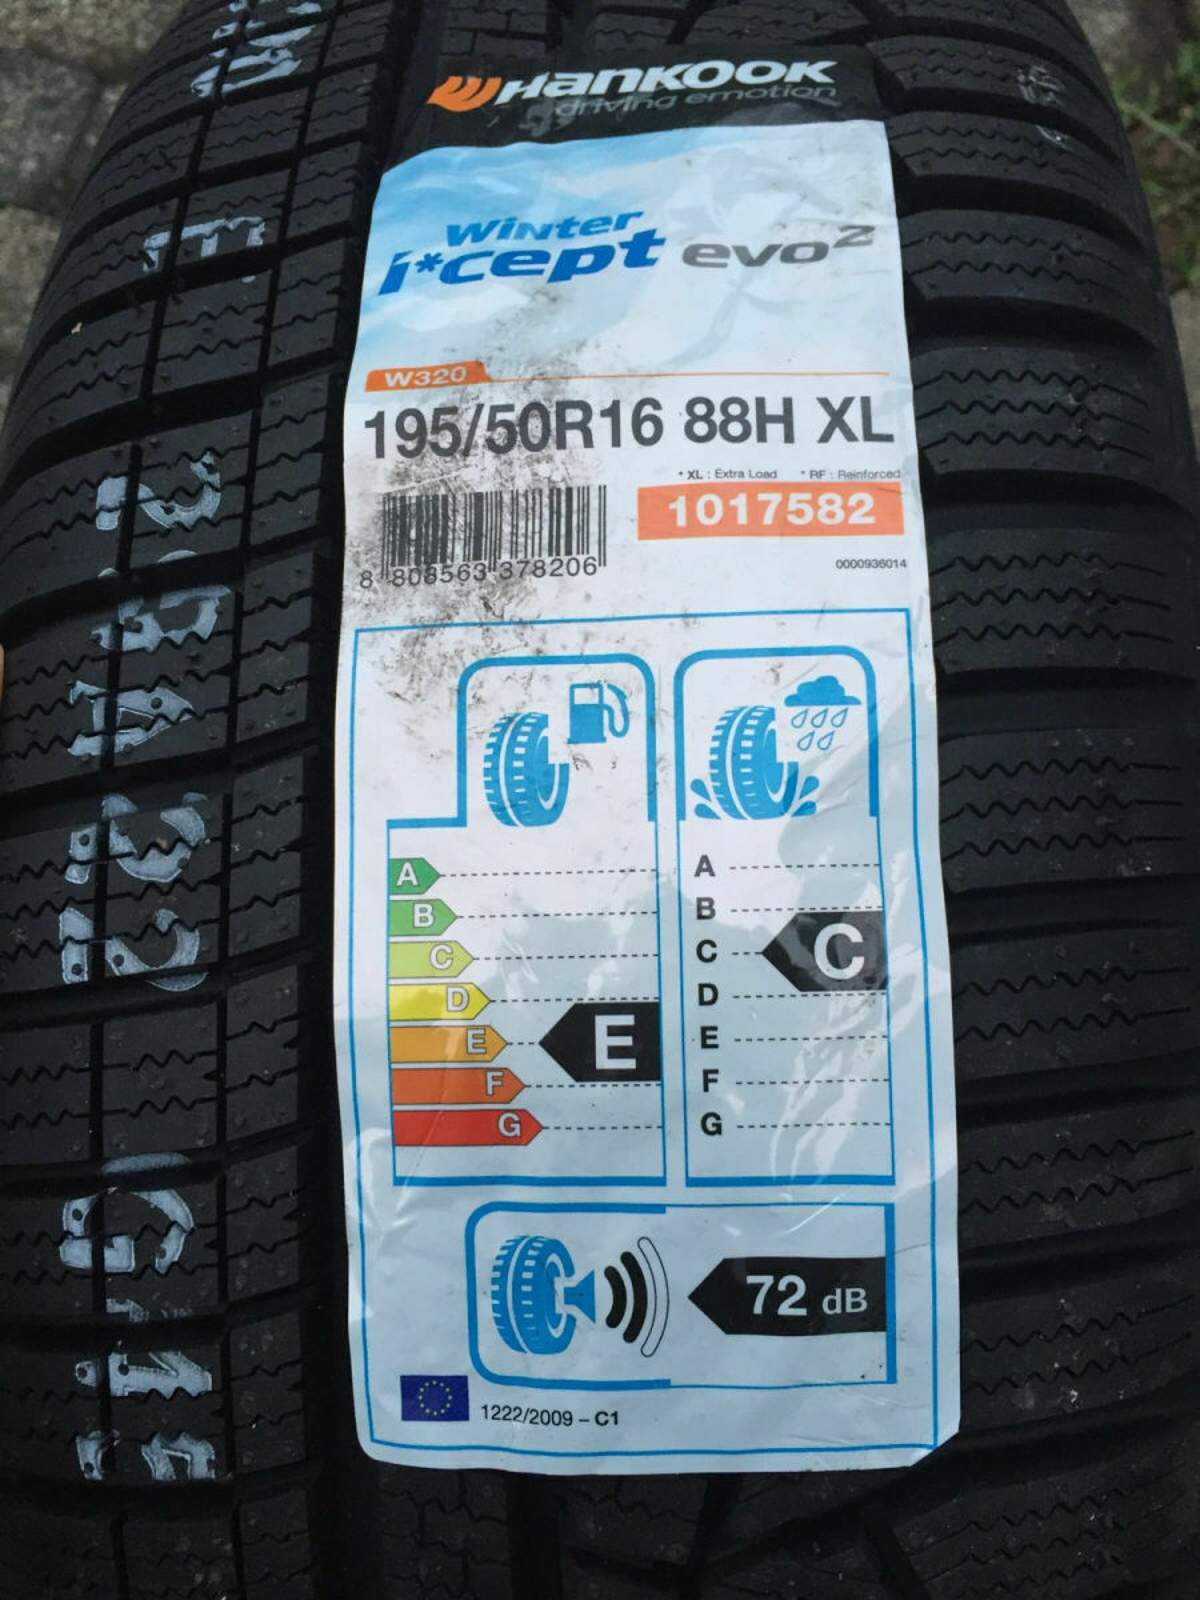 Hankook
driving emotion
Winter
i*cept evo2
W320
195/50R16 88H XL
* XL : Extra Load * RF : Reinforced
1017582
8 808563 378206
0000936014
A
B
C
D
E
F
G
E
A
B
C
D
E
F
G
C
72 dB
1222/2009 – C1